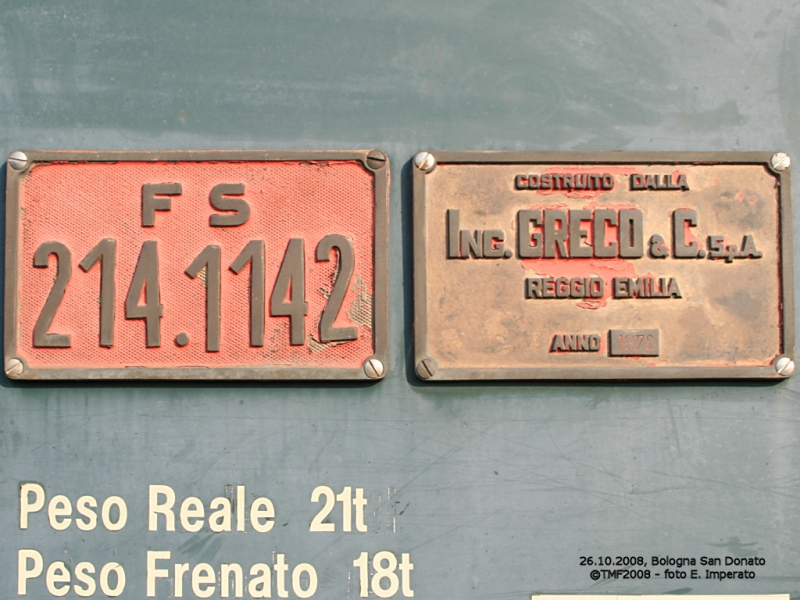 FS
214.1142
COSTRUITO DALLA
ING. GRECO & C. S.p.A.
REGGIO EMILIA
ANNO
Peso Reale 21t
Peso Frenato 18t
26.10.2008, Bologna San Donato
©TMF2008 - foto E. Imperato